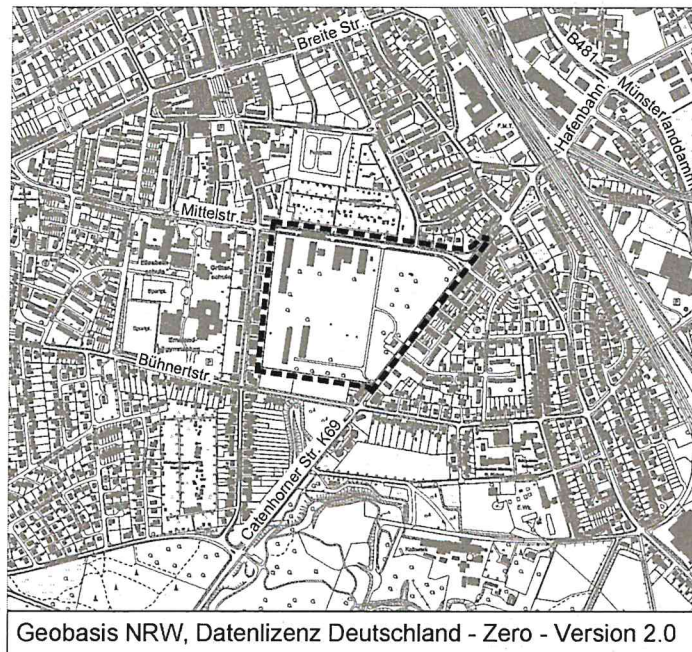 Breite Str.
B481
Münsterlanddamm
Hafenbahn
Mittelstr.
Bühnertstr.
Catenhorner Str. K69
Geobasis NRW, Datenlizenz Deutschland - Zero - Version 2.0